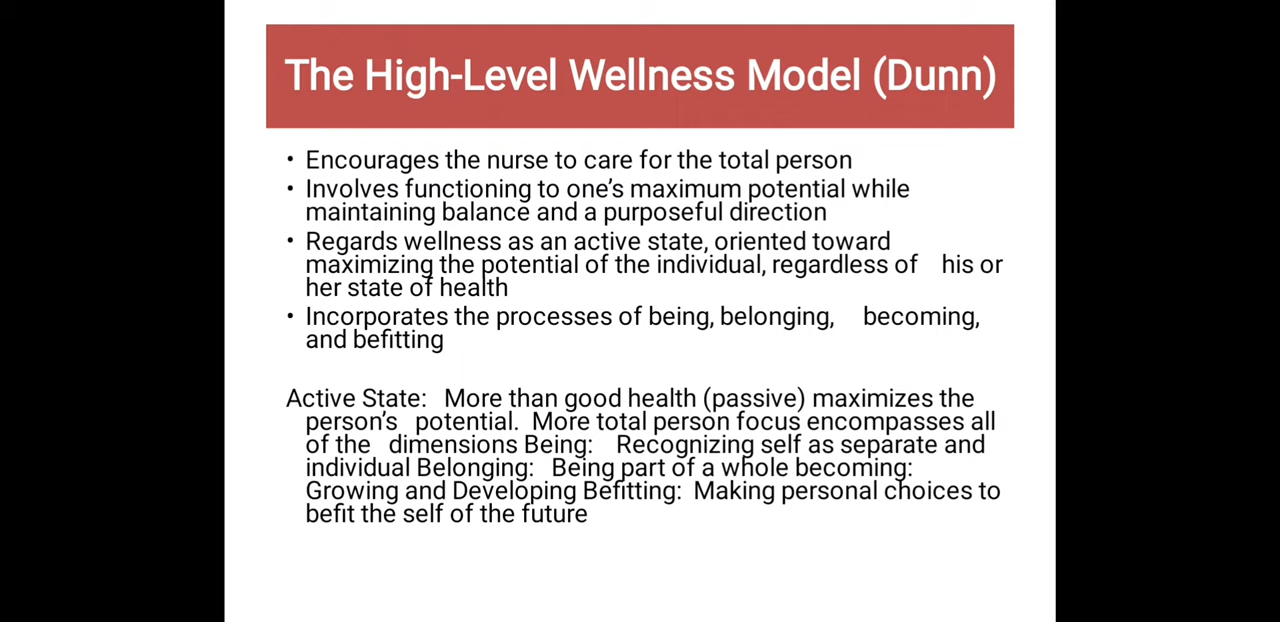 The High-Level Wellness Model (Dunn)
• Encourages the nurse to care for the total person
• Involves functioning to one's maximum potential while
maintaining balance and a purposeful direction
• Regards wellness as an active state, oriented toward
maximizing the potential of the individual, regardless of his or
her state of health
• Incorporates the processes of being, belonging, becoming,
and befitting
Active State: More than good health (passive) maximizes the
person's potential. More total person focus encompasses all
of the dimensions Being: Recognizing self as separate and
individual Belonging: Being part of a whole becoming:
Growing and Developing Befitting: Making personal choices to
befit the self of the future